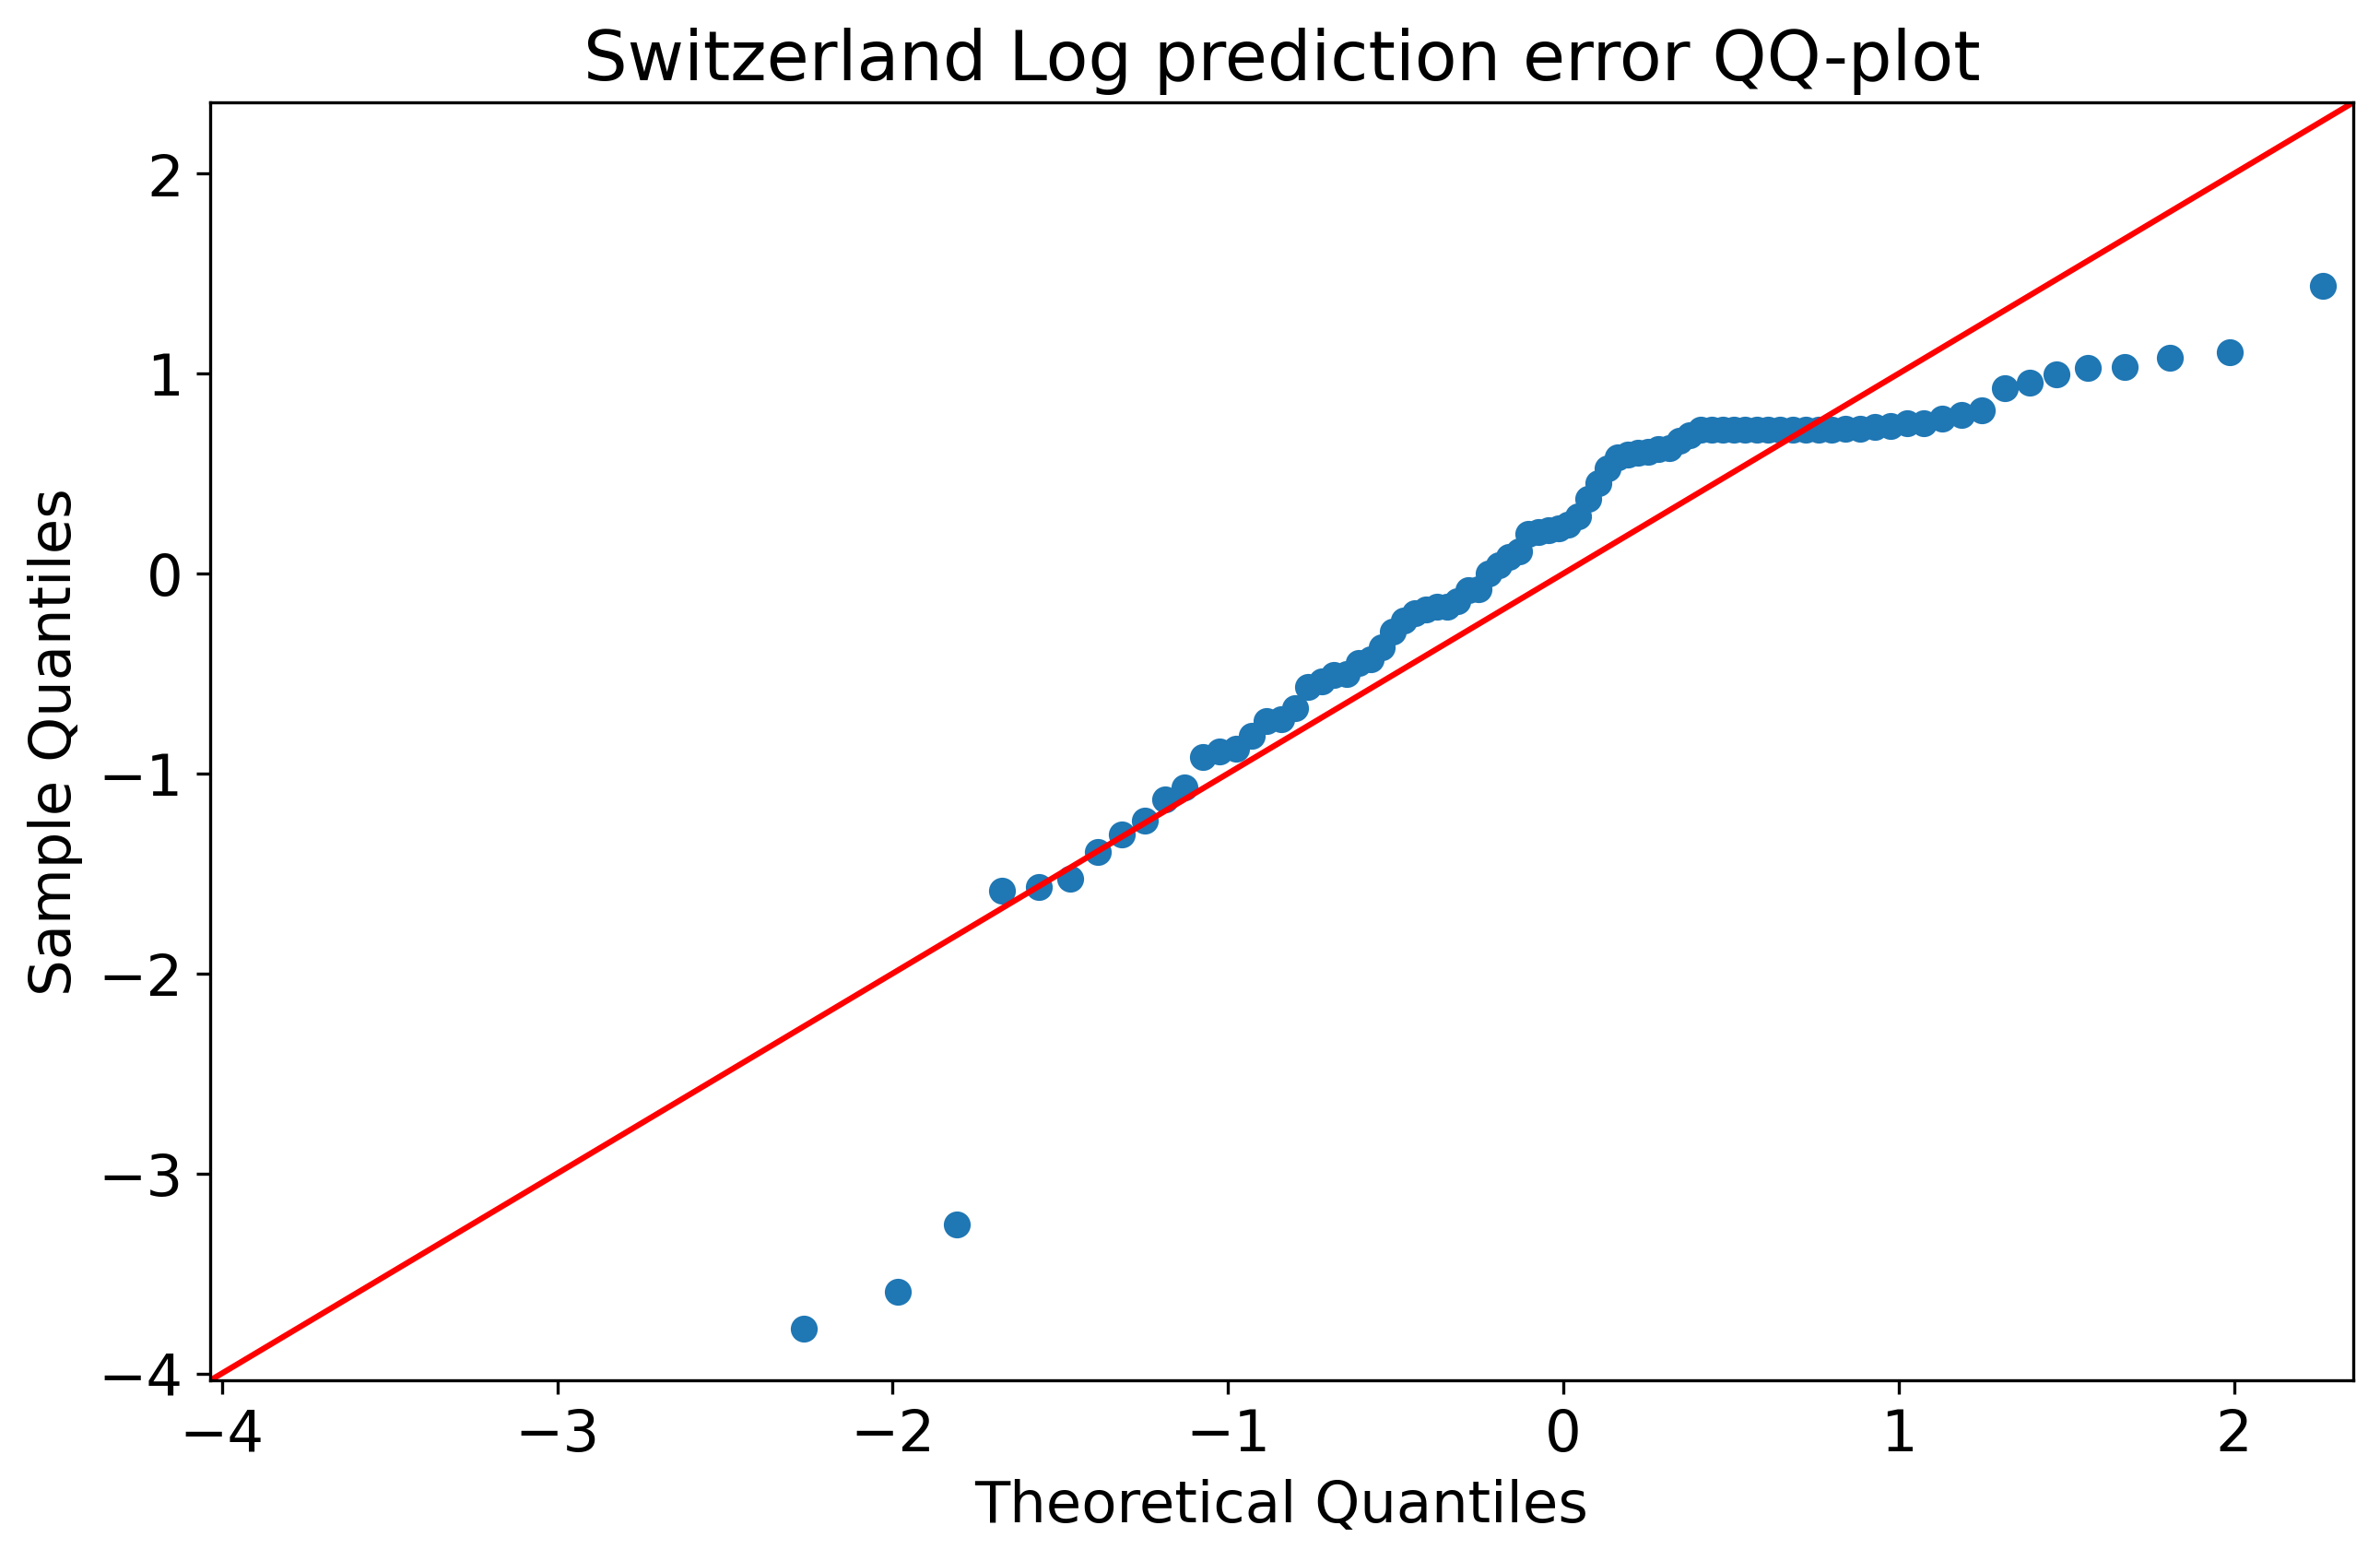 Switzerland Log prediction error QQ-plot
2
1
0
−1
−2
−3
−4
Sample Quantiles
−4 −3 −2 −1 0 1 2
Theoretical Quantiles